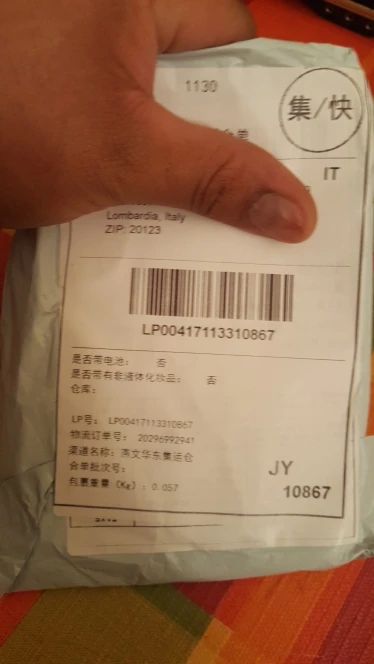 1130
集/快
IT
Lombardia, Italy
ZIP: 20123
LP00417113310867
是否带电池： 否
是否带有非液体化妆品： 否
仓库：
LP号： LP00417113310867
物流订单号： 20296992941
渠道名称：燕文华东集运仓
合单批次号：
包裹重量（Kg）：0.057
JY
10867